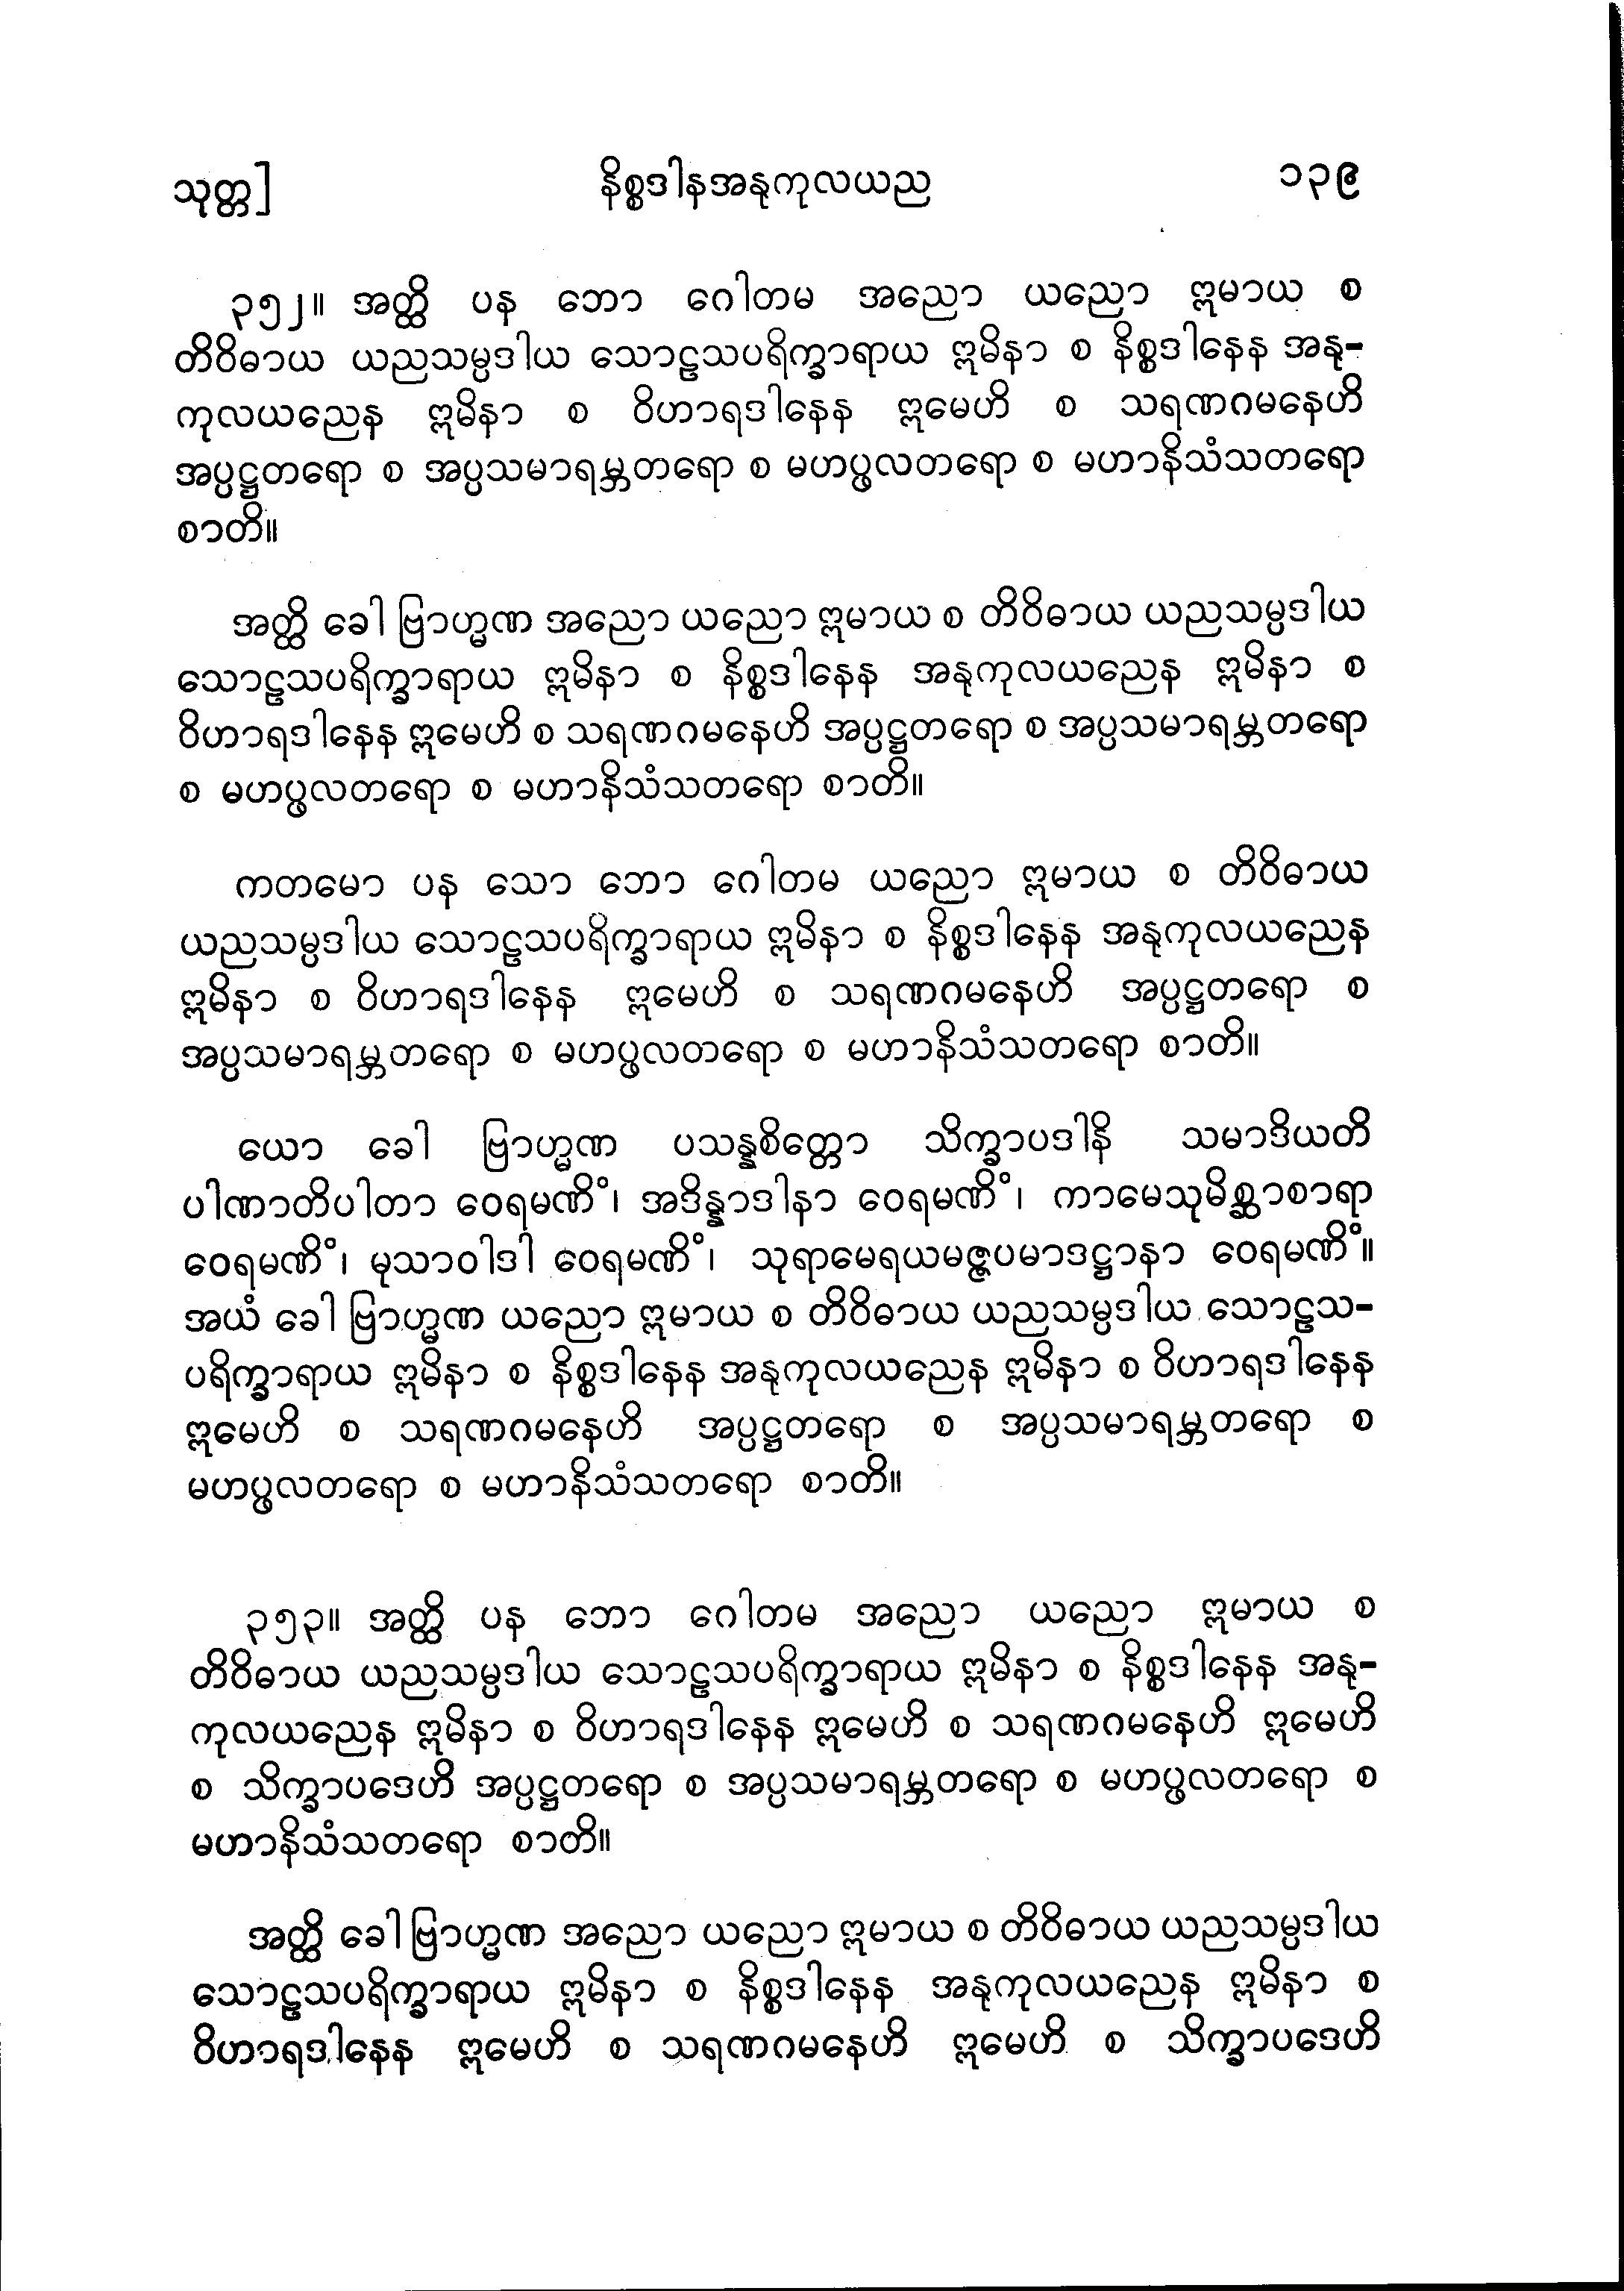 သုတ္တ]
နိစ္စဒါနအနုကုလယည
၁၃၉
၃၅၂။ အတ္ထိ ပန ဘော ဂေါတမ အညော ယညော ဣမာယ စ
တိဝိဓာယ ယညသမ္ပဒါယ သောဠသပရိက္ခာရာယ ဣမိနာ စ နိစ္စဒါနေန အနု-
ကုလယညေန ဣမိနာ စ ဝိဟာရဒါနေန ဣမေဟိ စ သရဏဂမနေဟိ
အပ္ပဋ္ဌတရော စ အပ္ပသမာရမ္ဘတရော စ မဟပ္ဖလတရော စ မဟာနိသံသတရော
စာတိ။
အတ္ထိ ခေါ ဗြာဟ္မဏ အညော ယညော ဣမာယ စ တိဝိဓာယ ယညသမ္ပဒါယ
သောဠသပရိက္ခာရာယ ဣမိနာ စ နိစ္စဒါနေန အနုကုလယညေန ဣမိနာ စ
ဝိဟာရဒါနေန ဣမေဟိ စ သရဏဂမနေဟိ အပ္ပဋ္ဌတရော စ အပ္ပသမာရမ္ဘတရော
စ မဟပ္ဖလတရော စ မဟာနိသံသတရော စာတိ။
ကတမော ပန သော ဘော ဂေါတမ ယညော ဣမာယ စ တိဝိဓာယ
ယညသမ္ပဒါယ သောဠသပရိက္ခာရာယ ဣမိနာ စ နိစ္စဒါနေန အနုကုလယညေန
ဣမိနာ စ ဝိဟာရဒါနေန ဣမေဟိ စ သရဏဂမနေဟိ အပ္ပဋ္ဌတရော စ
အပ္ပသမာရမ္ဘတရော စ မဟပ္ဖလတရော စ မဟာနိသံသတရော စာတိ။
ယော ခေါ ဗြာဟ္မဏ ပသန္နစိတ္တော သိက္ခာပဒါနိ သမာဒိယတိ
ပါဏာတိပါတာ ဝေရမဏိံ၊ အဒိန္နာဒါနာ ဝေရမဏိံ၊ ကာမေသုမိစ္ဆာစာရာ
ဝေရမဏိံ၊ မုသာဝါဒါ ဝေရမဏိံ၊ သုရာမေရယမဇ္ဇပမာဒဋ္ဌာနာ ဝေရမဏိံ။
အယံ ခေါ ဗြာဟ္မဏ ယညော ဣမာယ စ တိဝိဓာယ ယညသမ္ပဒါယ သောဠသ-
ပရိက္ခာရာယ ဣမိနာ စ နိစ္စဒါနေန အနုကုလယညေန ဣမိနာ စ ဝိဟာရဒါနေန
ဣမေဟိ စ သရဏဂမနေဟိ အပ္ပဋ္ဌတရော စ အပ္ပသမာရမ္ဘတရော စ
မဟပ္ဖလတရော စ မဟာနိသံသတရော စာတိ။
၃၅၃။ အတ္ထိ ပန ဘော ဂေါတမ အညော ယညော ဣမာယ စ
တိဝိဓာယ ယညသမ္ပဒါယ သောဠသပရိက္ခာရာယ ဣမိနာ စ နိစ္စဒါနေန အနု-
ကုလယညေန ဣမိနာ စ ဝိဟာရဒါနေန ဣမေဟိ စ သရဏဂမနေဟိ ဣမေဟိ
စ သိက္ခာပဒေဟိ အပ္ပဋ္ဌတရော စ အပ္ပသမာရမ္ဘတရော စ မဟပ္ဖလတရော စ
မဟာနိသံသတရော စာတိ။
အတ္ထိ ခေါ ဗြာဟ္မဏ အညော ယညော ဣမာယ စ တိဝိဓာယ ယညသမ္ပဒါယ
သောဠသပရိက္ခာရာယ ဣမိနာ စ နိစ္စဒါနေန အနုကုလယညေန ဣမိနာ စ
ဝိဟာရဒါနေန ဣမေဟိ စ သရဏဂမနေဟိ ဣမေဟိ စ သိက္ခာပဒေဟိ